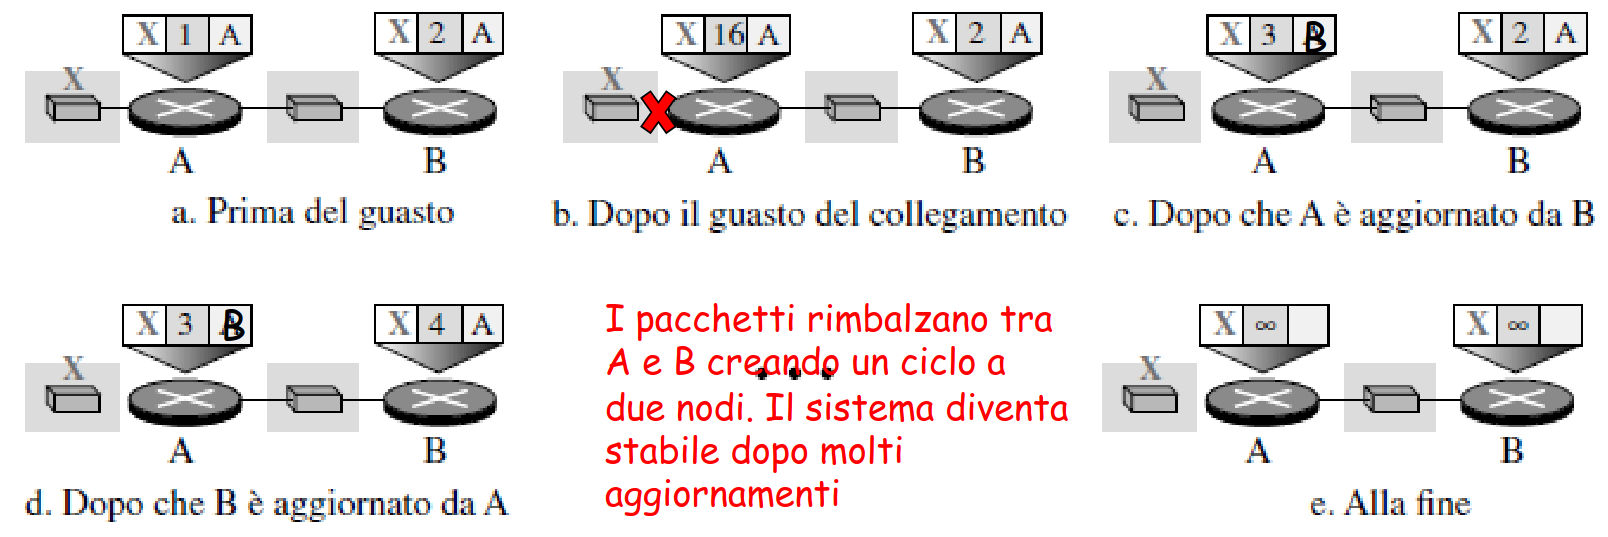 X 1 A
X 2 A
X
A
B
a. Prima del guasto
X 16 A
X 2 A
X
A
B
b. Dopo il guasto del collegamento
X 3 B
X 2 A
X
A
B
c. Dopo che A è aggiornato da B
X 3 B
X 4 A
X
A
B
d. Dopo che B è aggiornato da A
I pacchetti rimbalzano tra
A e B creando un ciclo a
due nodi. Il sistema diventa
stabile dopo molti
aggiornamenti
...
X ∞
X ∞
X
A
B
e. Alla fine